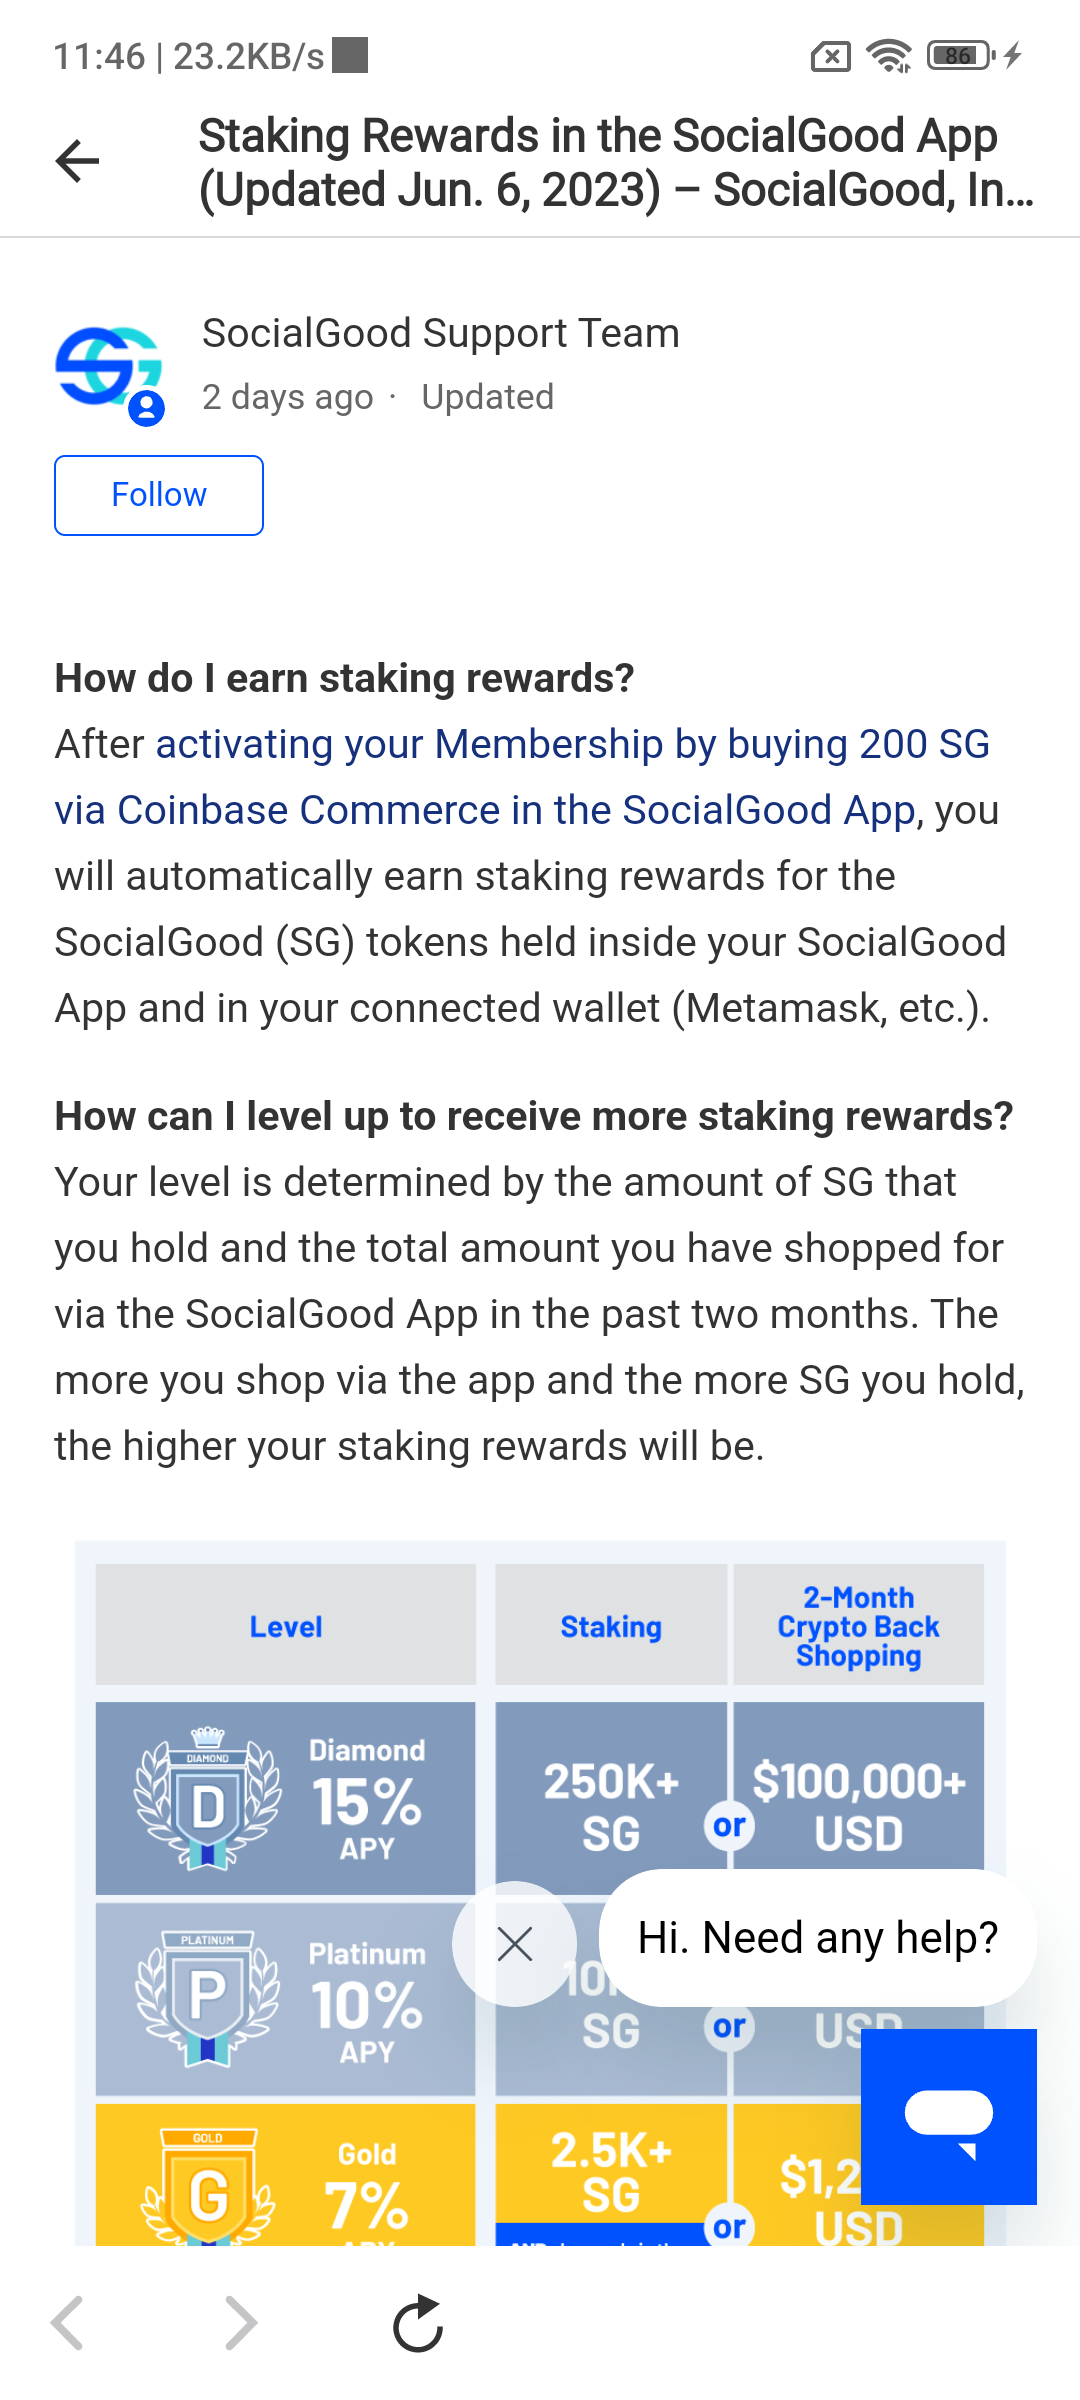 11:46 | 23.2KB/s
86
Staking Rewards in the SocialGood App
(Updated Jun. 6, 2023) – SocialGood, In...
SocialGood Support Team
2 days ago · Updated
Follow
How do I earn staking rewards?
After activating your Membership by buying 200 SG
via Coinbase Commerce in the SocialGood App, you
will automatically earn staking rewards for the
SocialGood (SG) tokens held inside your SocialGood
App and in your connected wallet (Metamask, etc.).
How can I level up to receive more staking rewards?
Your level is determined by the amount of SG that
you hold and the total amount you have shopped for
via the SocialGood App in the past two months. The
more you shop via the app and the more SG you hold,
the higher your staking rewards will be.
Level
Staking
2-Month
Crypto Back
Shopping
DIAMOND
D
Diamond
15%
APY
250K+
SG
or
$100,000+
USD
Hi. Need any help?
PLATINUM
P
Platinum
10%
APY
SG
or
USD
GOLD
G
Gold
7%
2.5K+
SG
or
USD